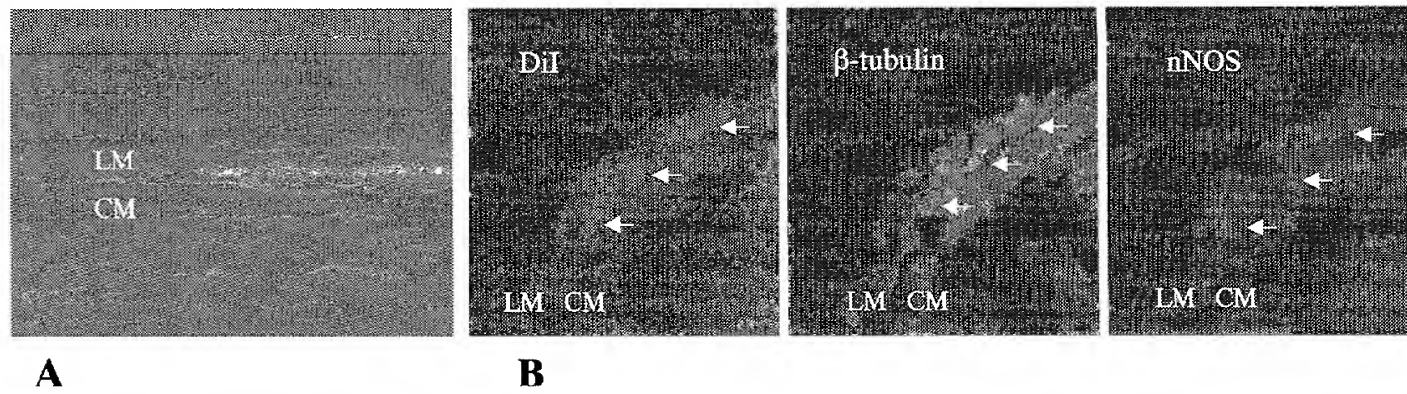 DiI
β-tubulin
nNOS
LM
CM
LM CM
LM CM
LM CM
A
B